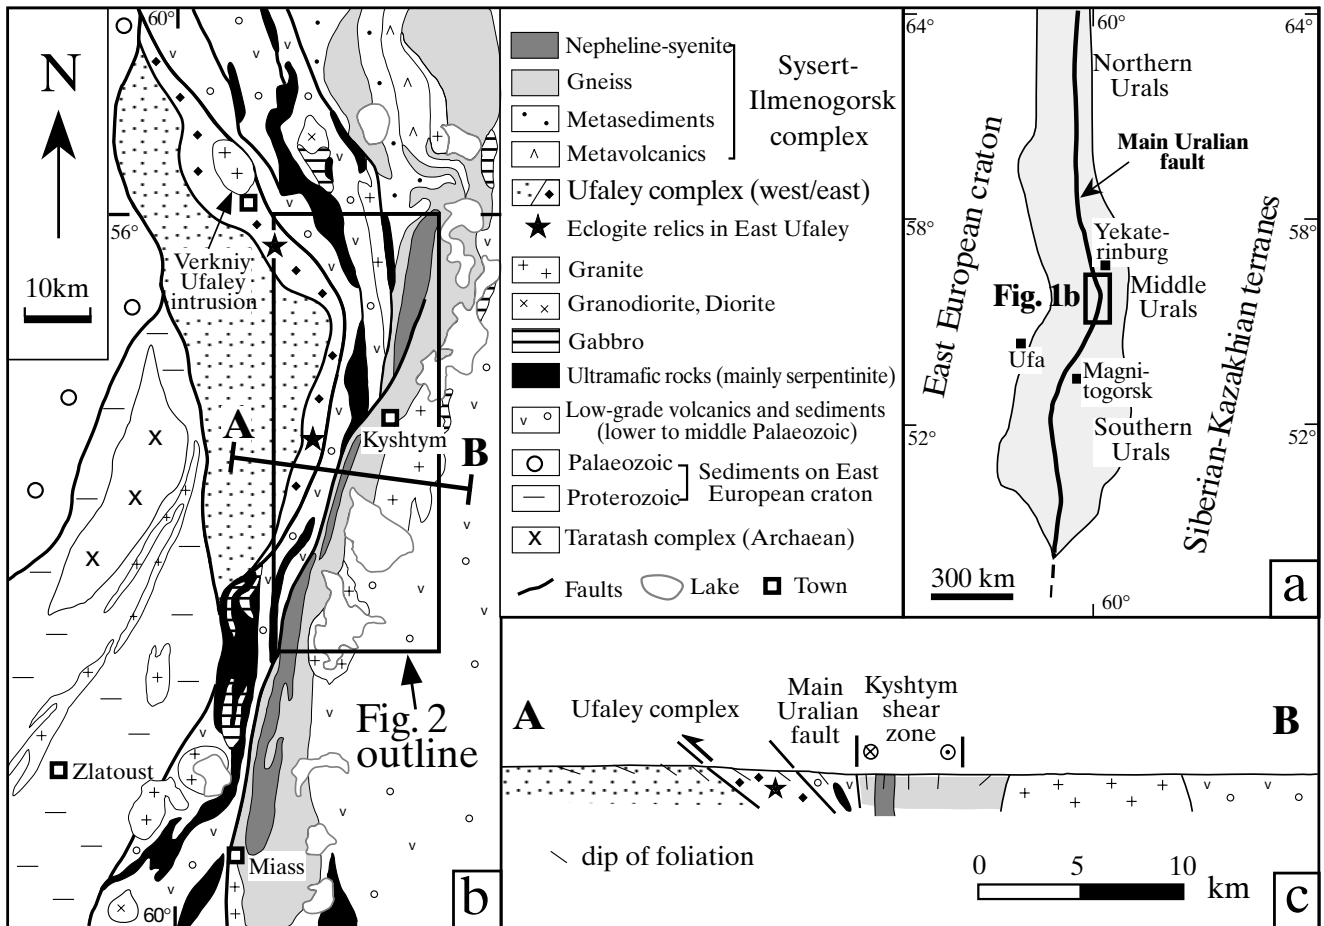 60°
N
10km
56°
Verkniy
Ufaley
intrusion
A
B
Kyshtym
Fig. 2
outline
Zlatoust
Miass
60°
b
Nepheline-syenite
Gneiss
Metasediments
Metavolcanics
Sysert-
Ilmenogorsk
complex
Ufaley complex (west/east)
Eclogite relics in East Ufaley
Granite
Granodiorite, Diorite
Gabbro
Ultramafic rocks (mainly serpentinite)
Low-grade volcanics and sediments
(lower to middle Palaeozoic)
Palaeozoic
Proterozoic
Sediments on East
European craton
Taratash complex (Archaean)
Faults
Lake
Town
64°
60°
64°
Northern
Urals
Main Uralian
fault
East European craton
58°
58°
Yekate-
rinburg
Fig. 1b
Middle
Urals
Ufa
Magni-
togorsk
Southern
Urals
52°
52°
Siberian-Kazakhian terranes
300 km
60°
a
A
Ufaley complex
Main
Uralian
fault
Kyshtym
shear
zone
B
dip of foliation
0 5 10
km
c